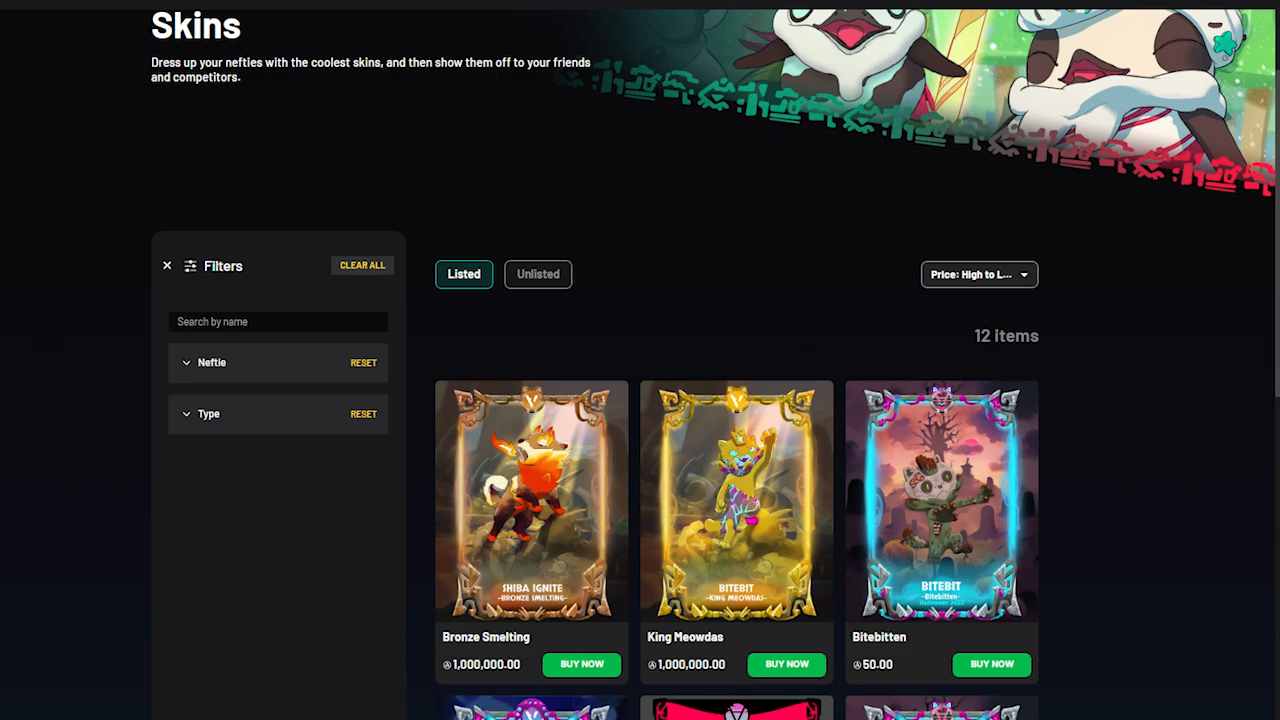 Skins
Dress up your nefties with the coolest skins, and then show them off to your friends
and competitors.
Filters
CLEAR ALL
Search by name
Neftie
RESET
Type
RESET
Listed
Unlisted
Price: High to L...
12 items
SHIBA IGNITE
-BRONZE SMELTING-
Bronze Smelting
1,000,000.00
BUY NOW
BITEBIT
-KING MEOWDAS-
King Meowdas
1,000,000.00
BUY NOW
BITEBIT
-Bitebitten-
Halloween 2022
Bitebitten
50.00
BUY NOW